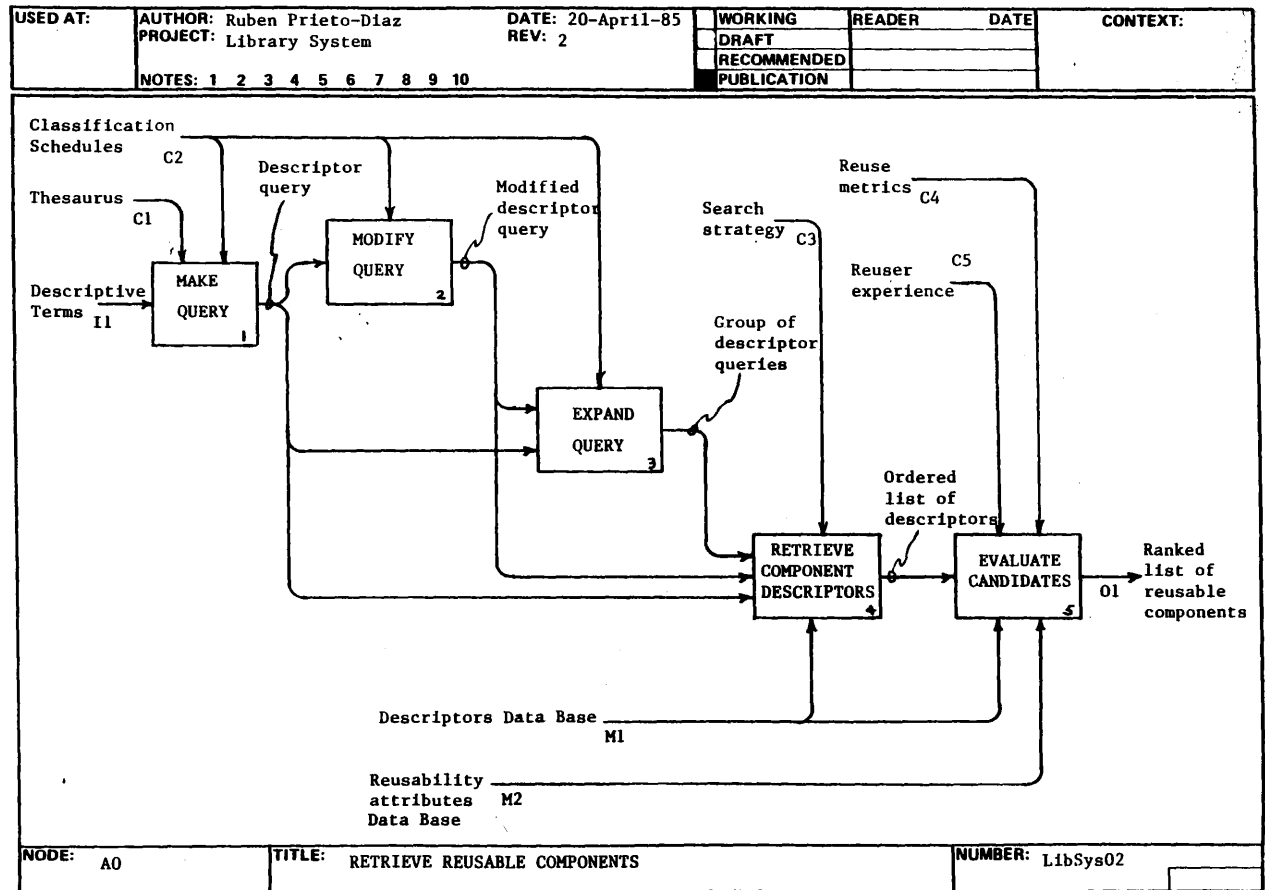 USED AT:
AUTHOR: Ruben Prieto-Diaz
DATE: 20-April-85
PROJECT: Library System
REV: 2
NOTES: 1 2 3 4 5 6 7 8 9 10
WORKING
DRAFT
RECOMMENDED
PUBLICATION
READER DATE
CONTEXT:
Classification
Schedules
C2
Thesaurus
C1
Descriptive
Terms I1
MAKE
QUERY
1
Descriptor
query
MODIFY
QUERY
2
Modified
descriptor
query
EXPAND
QUERY
3
Group of
descriptor
queries
Search
strategy
C3
Reuse
metrics
C4
C5
Reuser
experience
RETRIEVE
COMPONENT
DESCRIPTORS
4
Ordered
list of
descriptors
EVALUATE
CANDIDATES
5
O1
Ranked
list of
reusable
components
Descriptors Data Base
M1
Reusability
attributes M2
Data Base
NODE: A0
TITLE: RETRIEVE REUSABLE COMPONENTS
NUMBER: LibSys02